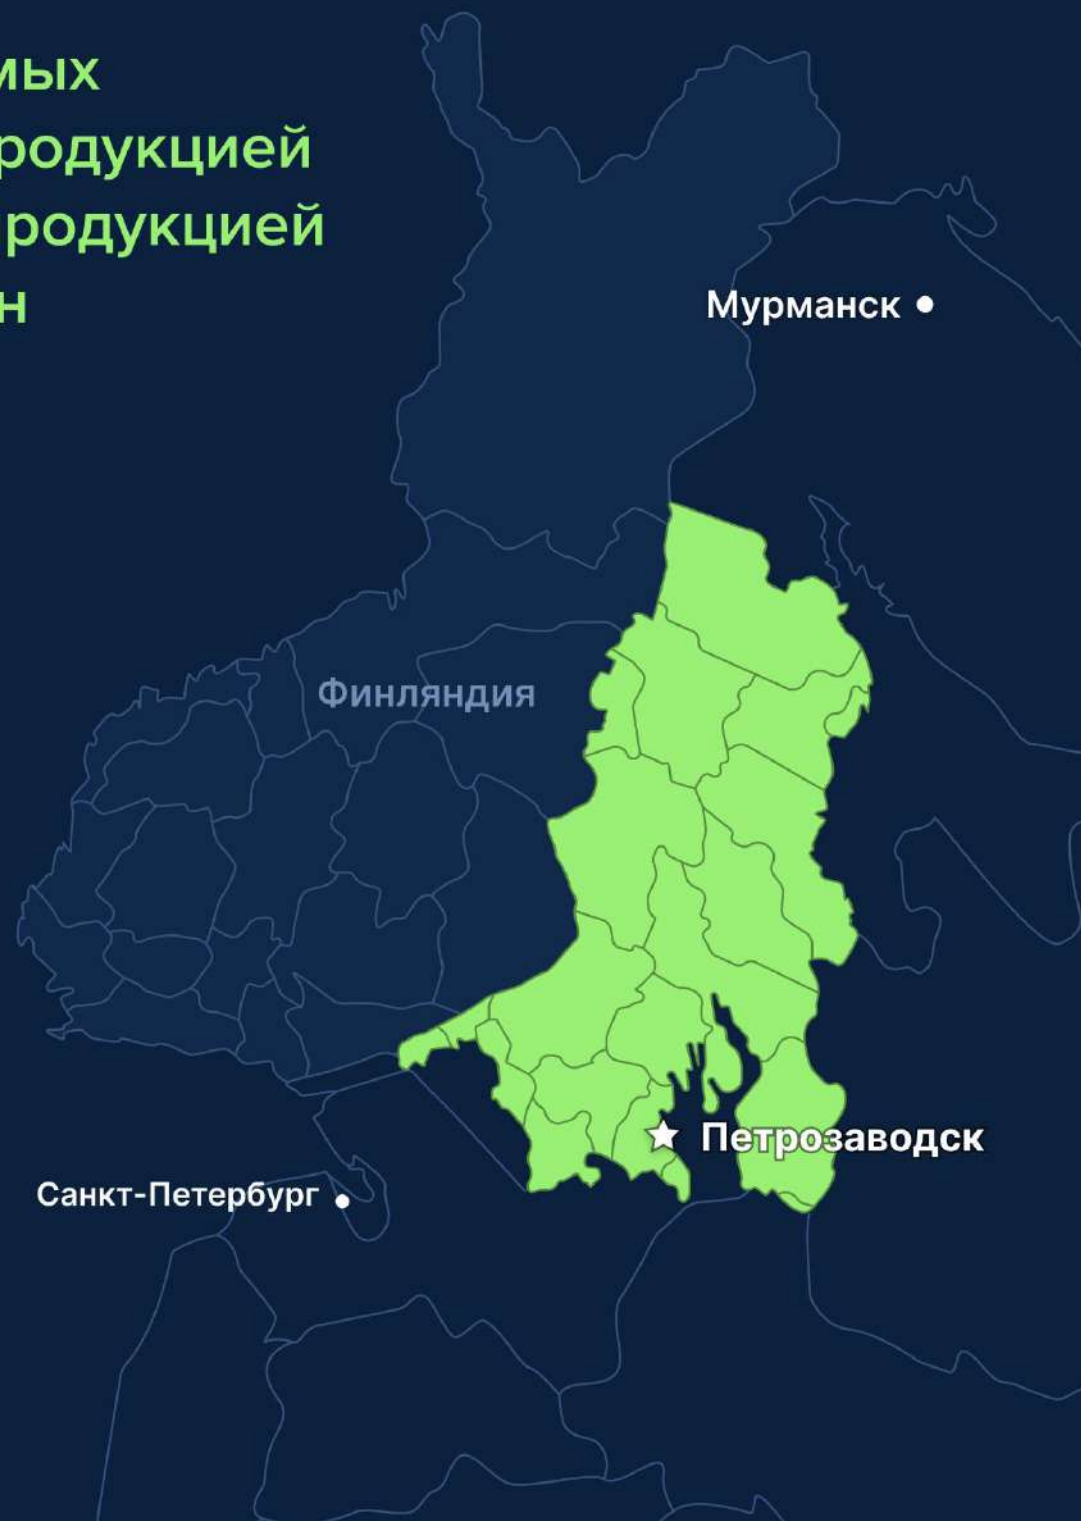 мых
родукцией
родукцией
н
Мурманск
Финляндия
Петрозаводск
Санкт-Петербург